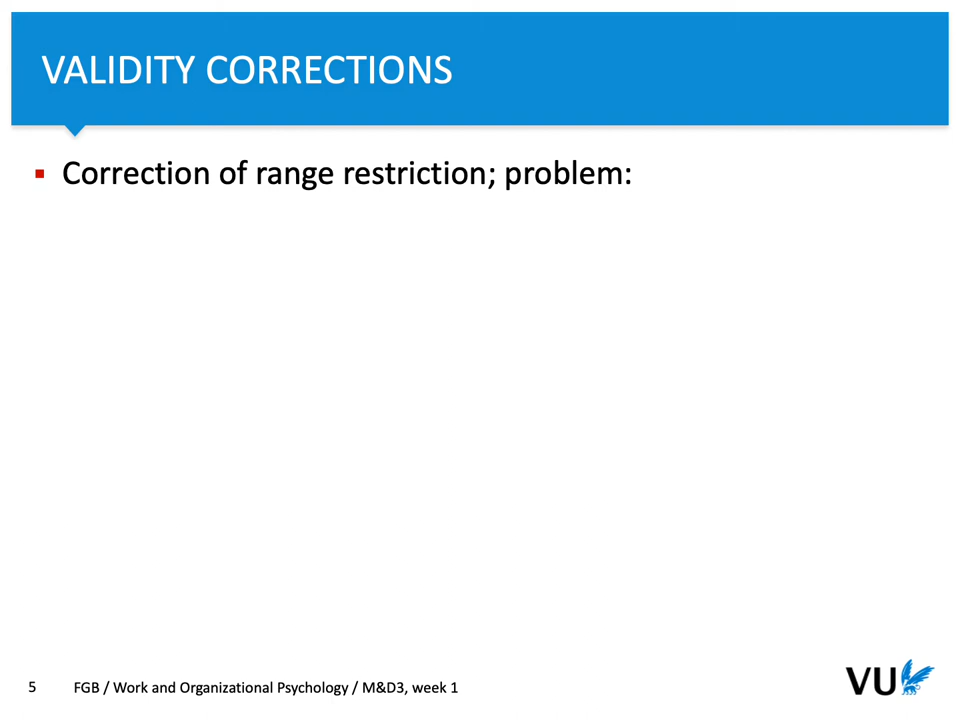 VALIDITY CORRECTIONS
▪ Correction of range restriction; problem:
5 FGB / Work and Organizational Psychology / M&D3, week 1
VU